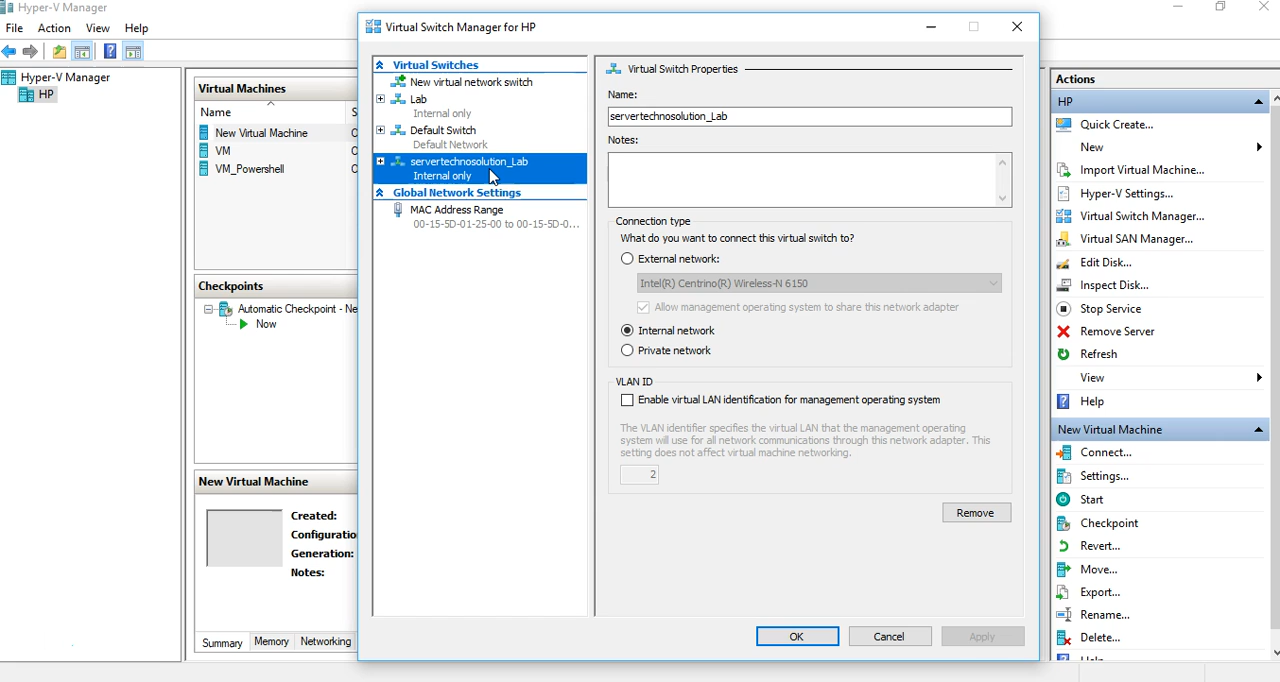 Hyper-V Manager
File Action View Help
Hyper-V Manager
HP
Virtual Machines
Name
New Virtual Machine
VM
VM_Powershell
Checkpoints
Automatic Checkpoint - Ne
Now
New Virtual Machine
Created:
Configuratio
Generation:
Notes:
Summary Memory Networking
Virtual Switch Manager for HP
Virtual Switches
New virtual network switch
Lab
Internal only
Default Switch
Default Network
servertechnosolution_Lab
Internal only
Global Network Settings
MAC Address Range
00-15-5D-01-25-00 to 00-15-5D-0...
Virtual Switch Properties
Name:
servertechnosolution_Lab
Notes:
Connection type
What do you want to connect this virtual switch to?
External network:
Intel(R) Centrino(R) Wireless-N 6150
Allow management operating system to share this network adapter
Internal network
Private network
VLAN ID
Enable virtual LAN identification for management operating system
The VLAN identifier specifies the virtual LAN that the management operating
system will use for all network communications through this network adapter. This
setting does not affect virtual machine networking.
2
Remove
OK Cancel Apply
Actions
HP
Quick Create...
New
Import Virtual Machine...
Hyper-V Settings...
Virtual Switch Manager...
Virtual SAN Manager...
Edit Disk...
Inspect Disk...
Stop Service
Remove Server
Refresh
View
Help
New Virtual Machine
Connect...
Settings...
Start
Checkpoint
Revert...
Move...
Export...
Rename...
Delete...